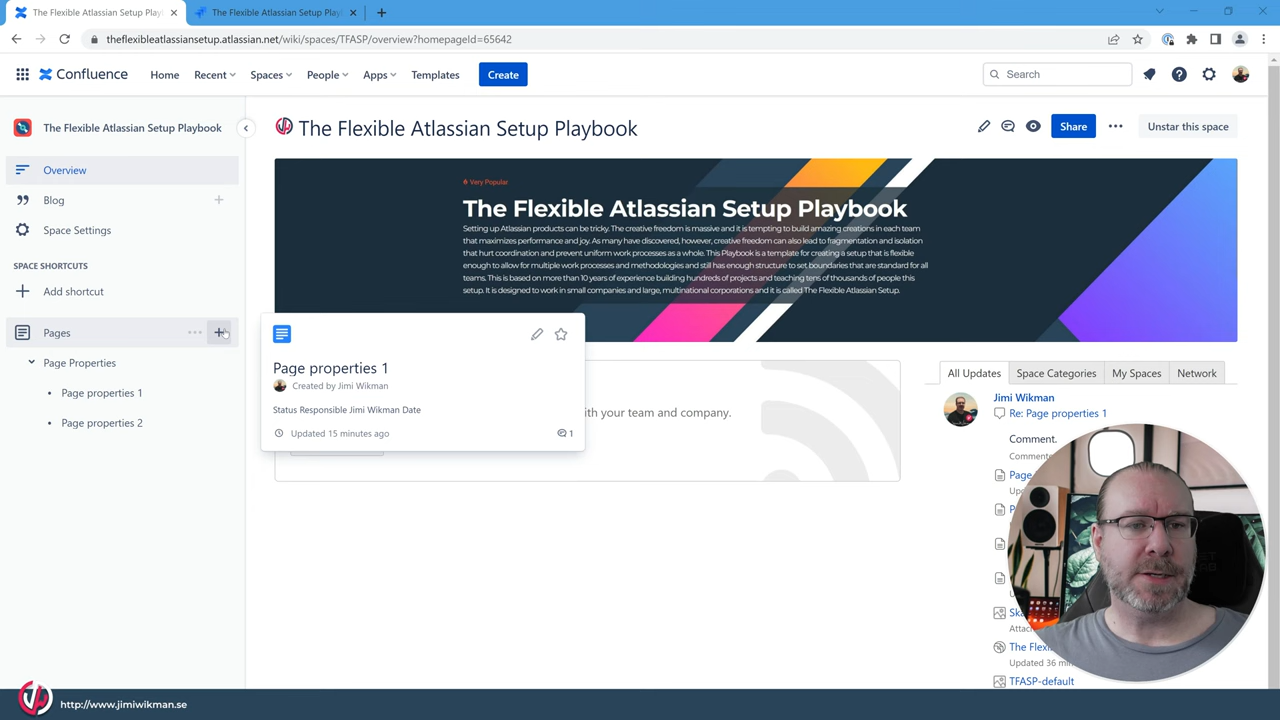 The Flexible Atlassian Setup Play
The Flexible Atlassian Setup Play
theflexibleatlassiansetup.atlassian.net/wiki/spaces/TFASP/overview?homepageId=65642
Confluence
Home
Recent
Spaces
People
Apps
Templates
Create
Search
The Flexible Atlassian Setup Playbook
Overview
Blog
Space Settings
SPACE SHORTCUTS
Add shortcut
Pages
Page Properties
Page properties 1
Page properties 2
The Flexible Atlassian Setup Playbook
Share
Unstar this space
Very Popular
The Flexible Atlassian Setup Playbook
Setting up Atlassian products can be tricky. The creative freedom is massive and it is tempting to build amazing creations in each team
that maximizes performance and joy. As many have discovered, however, creative freedom can also lead to fragmentation and isolation
that hurt coordination and prevent uniform work processes as a whole. This Playbook is a template for creating a setup that is flexible
enough to allow for multiple work processes and methodologies and still has enough structure to set boundaries that are standard for all
teams. This is based on more than 10 years of experience building hundreds of projects and teaching tens of thousands of people this
setup. It is designed to work in small companies and large, multinational corporations and it is called The Flexible Atlassian Setup.
Page properties 1
Created by Jimi Wikman
Status Responsible Jimi Wikman Date
Updated 15 minutes ago
1
ith your team and company.
All Updates
Space Categories
My Spaces
Network
Jimi Wikman
Re: Page properties 1
Comment.
Comment
Page
Up
P
Ska
Attac
The Flexi
Updated 36 min
TFASP-default
http://www.jimiwikman.se